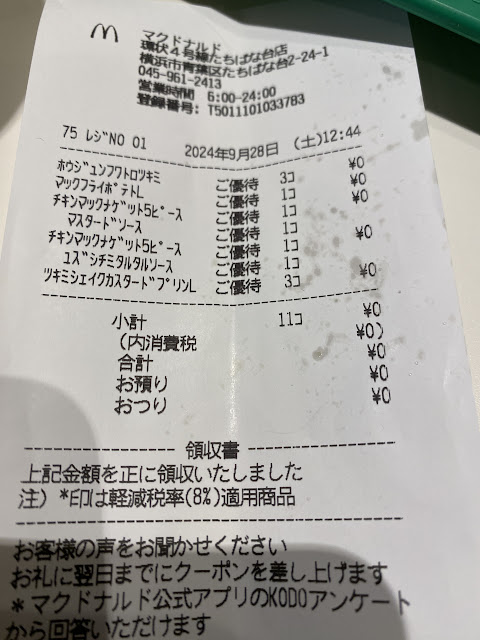 マクドナルド
環状4号線たちばな台店
横浜市青葉区たちばな台2-24-1
045-961-2413
営業時間 6:00-24:00
登録番号: T5011101033783
75 レジNO 01 2024年9月28日 (土)12:44
ホウジュンフワトロツキミ ご優待 3コ ¥0
マックフライポテトL ご優待 1コ ¥0
チキンマックナゲット5ピース ご優待 1コ ¥0
マスタードソース ご優待 1コ
チキンマックナゲット5ピース ご優待 1コ ¥0
ユズシチミタルタルソース ご優待 1コ
ツキミシェイクカスタードプリンL ご優待 3コ ¥0
小計 11コ ¥0
(内消費税 ¥0)
合計 ¥0
お預り ¥0
おつり ¥0
領収書
上記金額を正に領収いたしました
注) *印は軽減税率(8%)適用商品
お客様の声をお聞かせください
お礼に翌日までにクーポンを差し上げます
* マクドナルド公式アプリのKODOアンケート
から回答いただけます